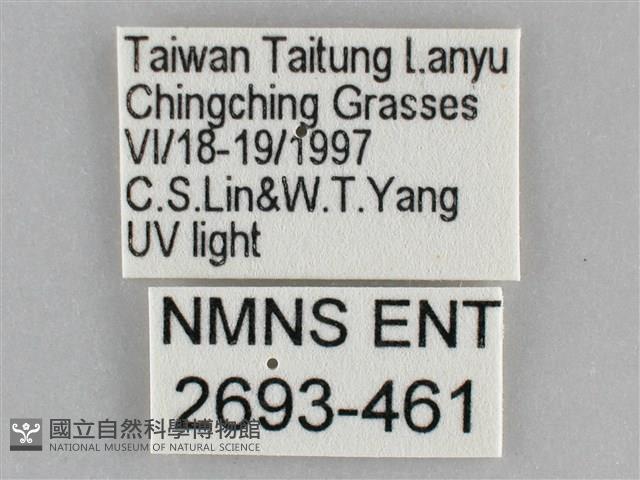 Taiwan Taitung Lanyu
Chingching Grasses
VI/18-19/1997
C.S.Lin&W.T.Yang
UV light
NMNS ENT
2693-461
國立自然科學博物館
NATIONAL MUSEUM OF NATURAL SCIENCE